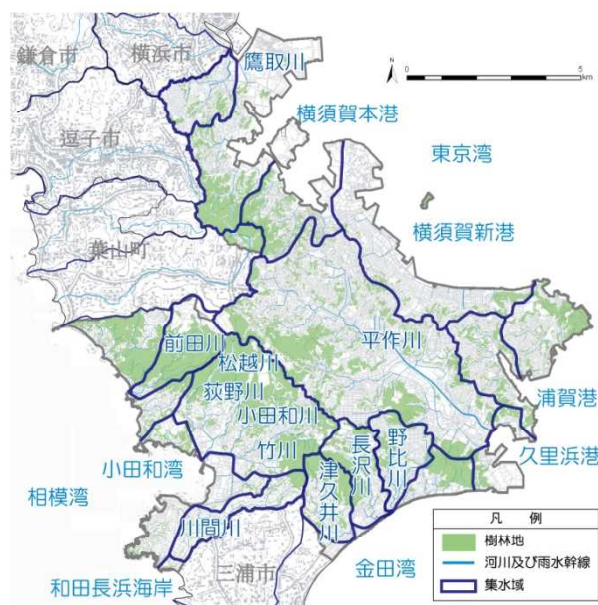 鎌倉市
横浜市
鷹取川
N
0
5
km
横須賀本港
逗子市
東京湾
横須賀新港
葉山町
前田川
松越川
平作川
荻野川
小田和川
浦賀港
竹川
長沢川
野比川
久里浜港
小田和湾
津久井川
相模湾
川間川
三浦市
金田湾
和田長浜海岸
凡 例
樹林地
河川及び雨水幹線
集水域